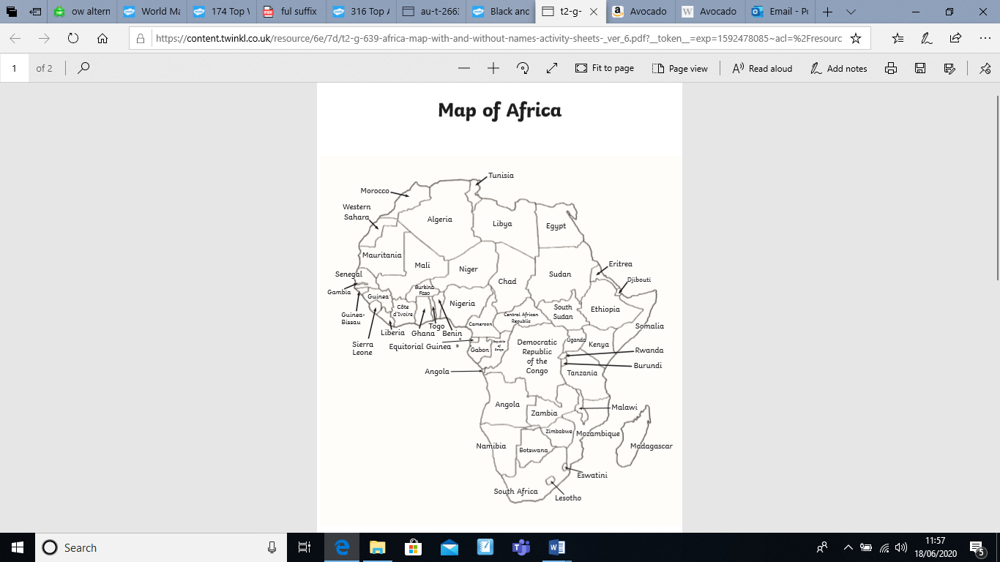 ow altern
World Ma
174 Top V
ful suffix
316 Top A
au-t-2663
Black and
t2-g-
Avocado
Avocado
Email - Po
https://content.twinkl.co.uk/resource/6e/7d/t2-g-639-africa-map-with-and-without-names-activity-sheets-_ver_6.pdf?__token__=exp=1592478085~acl=%2Fresourc
1 of 2
Fit to page
Page view
Read aloud
Add notes
Map of Africa
Tunisia
Morocco
Western
Sahara
Algeria
Libya
Egypt
Mauritania
Mali
Niger
Chad
Sudan
Eritrea
Djibouti
Senegal
Gambia
Guinea
Guinea-
Bissau
Burkina
Faso
Côte
d'Ivoire
Nigeria
Central African
Republic
South
Sudan
Ethiopia
Somalia
Sierra
Leone
Liberia
Ghana
Togo
Benin
Cameroon
Equitorial Guinea
Gabon
Republic
of
Congo
Democratic
Republic
of the
Congo
Uganda
Kenya
Rwanda
Burundi
Tanzania
Angola
Angola
Zambia
Malawi
Zimbabwe
Mozambique
Madagascar
Namibia
Botswana
Eswatini
South Africa
Lesotho
Search
11:57
18/06/2020
5